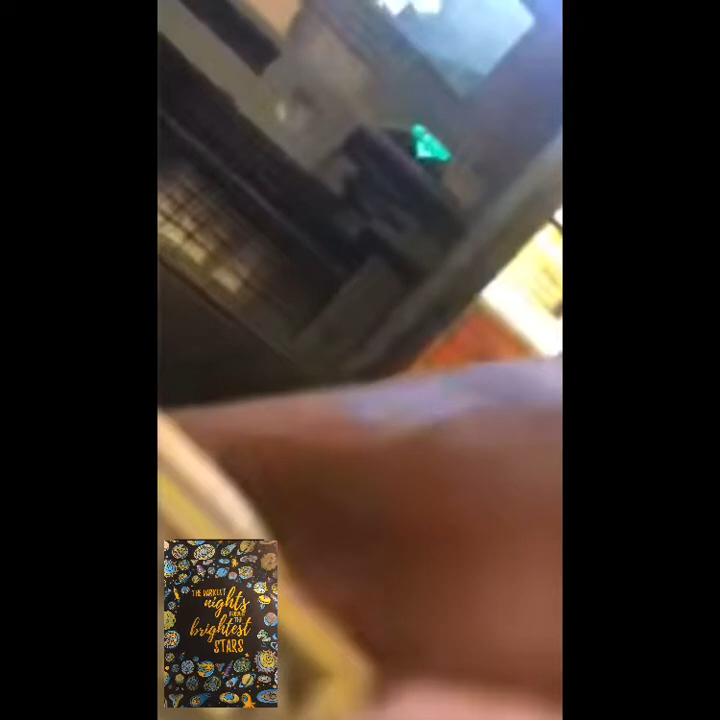 THE DARKEST
nights
PRODUCE
THE
brightest
STARS